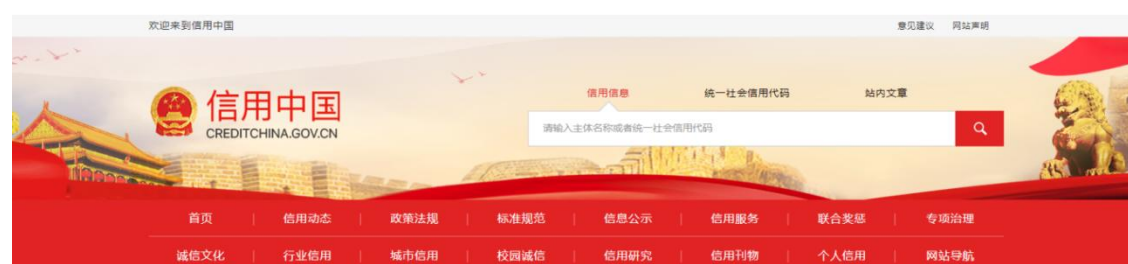 欢迎来到信用中国 意见建议 网站声明
信用信息 统一社会信用代码 站内文章
信用中国
CREDITCHINA.GOV.CN
请输入主体名称或者统一社会信用代码
首页 信用动态 政策法规 标准规范 信息公示 信用服务 联合奖惩 专项治理
诚信文化 行业信用 城市信用 校园诚信 信用研究 信用刊物 个人信用 网站导航